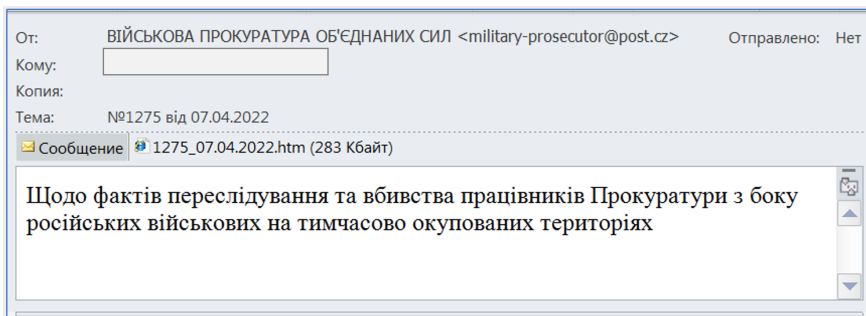 От: ВІЙСЬКОВА ПРОКУРАТУРА ОБ'ЄДНАНИХ СИЛ <military-prosecutor@post.cz> Отправлено: Нет
Кому:
Копия:
Тема: №1275 від 07.04.2022
Сообщение 1275_07.04.2022.htm (283 Кбайт)
Щодо фактів переслідування та вбивства працівників Прокуратури з боку
російських військових на тимчасово окупованих територіях